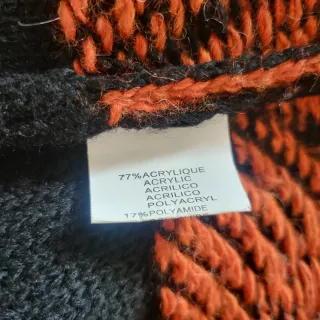 77%ACRYLIQUE
ACRYLIC
ACRILICO
ACRILICO
POLYACRYL
17%POLYAMIDE